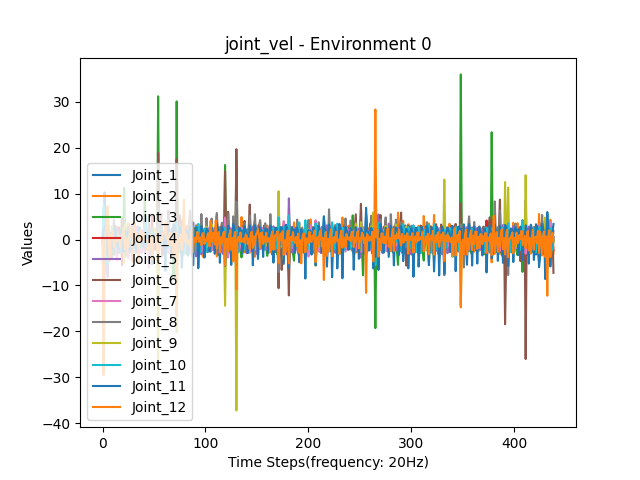 joint_vel - Environment 0
Values
30
20
10
0
−10
−20
−30
−40
Joint_1
Joint_2
Joint_3
Joint_4
Joint_5
Joint_6
Joint_7
Joint_8
Joint_9
Joint_10
Joint_11
Joint_12
0
100
200
300
400
Time Steps(frequency: 20Hz)